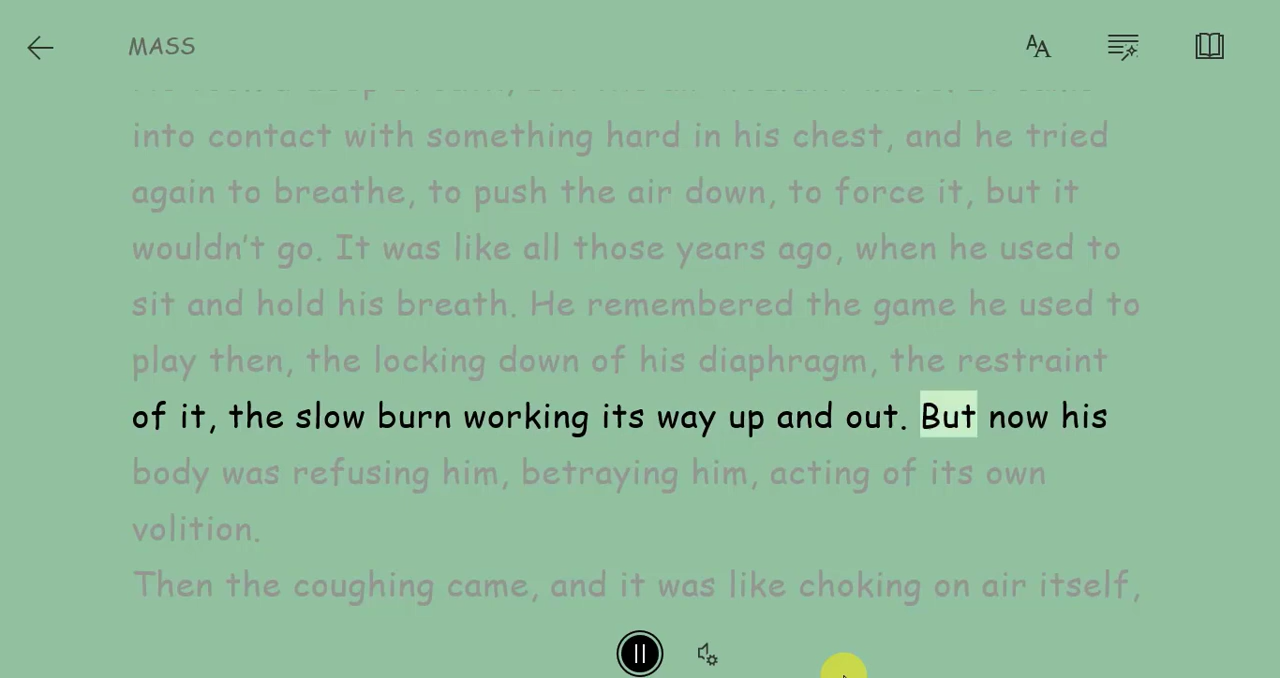 MASS
into contact with something hard in his chest, and he tried
again to breathe, to push the air down, to force it, but it
wouldn't go. It was like all those years ago, when he used to
sit and hold his breath. He remembered the game he used to
play then, the locking down of his diaphragm, the restraint
of it, the slow burn working its way up and out. But now his
body was refusing him, betraying him, acting of its own
volition.
Then the coughing came, and it was like choking on air itself,